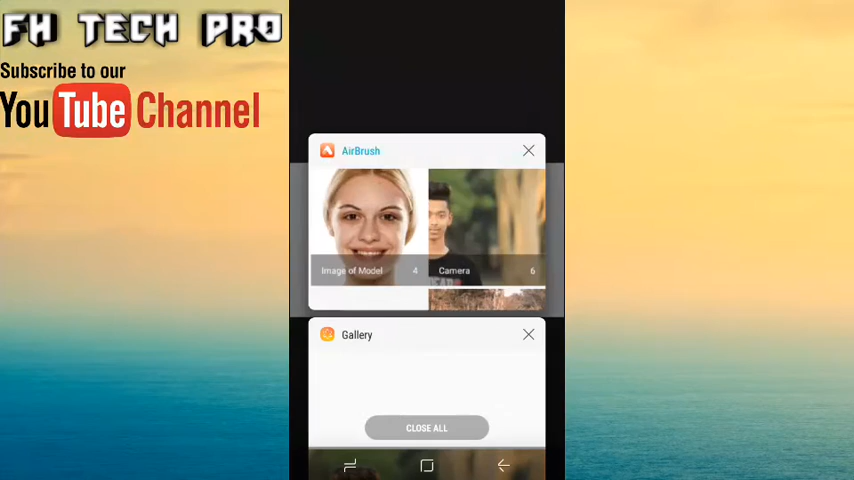 FH TECH PRO
Subscribe to our
YouTube Channel
AirBrush
Image of Model 4
Camera 6
Gallery
CLOSE ALL